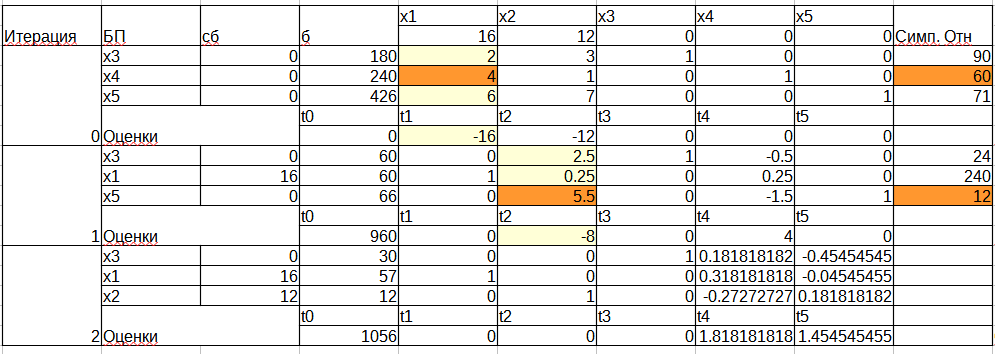 x1 x2 x3 x4 x5
Итерация БП сб б 16 12 0 0 0 Симп. Отн
x3 0 180 2 3 1 0 0 90
x4 0 240 4 1 0 1 0 60
x5 0 426 6 7 0 0 1 71
t0 t1 t2 t3 t4 t5
0 Оценки 0 -16 -12 0 0 0
x3 0 60 0 2.5 1 -0.5 0 24
x1 16 60 1 0.25 0 0.25 0 240
x5 0 66 0 5.5 0 -1.5 1 12
t0 t1 t2 t3 t4 t5
1 Оценки 960 0 -8 0 4 0
x3 0 30 0 0 1 0.181818182 -0.45454545
x1 16 57 1 0 0 0.318181818 -0.04545455
x2 12 12 0 1 0 -0.27272727 0.181818182
t0 t1 t2 t3 t4 t5
2 Оценки 1056 0 0 0 1.818181818 1.454545455